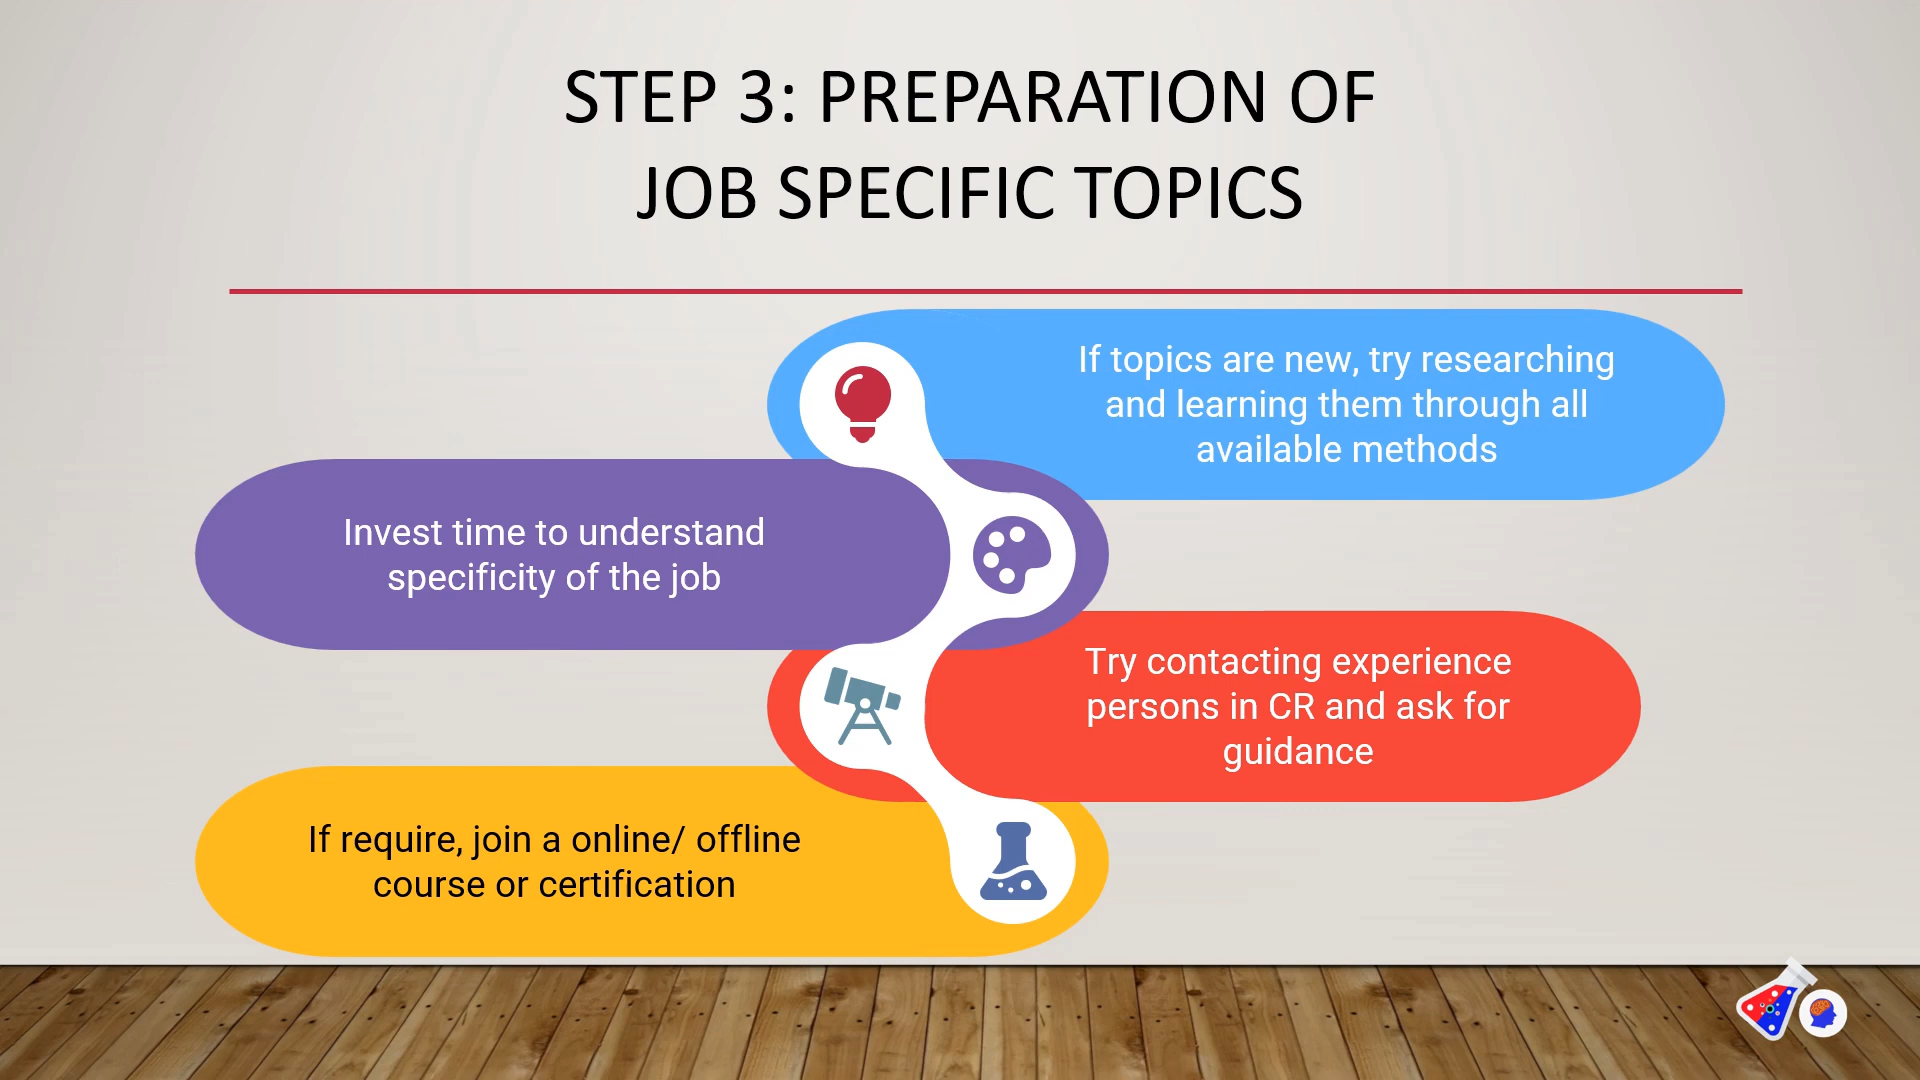 STEP 3: PREPARATION OF
JOB SPECIFIC TOPICS
If topics are new, try researching
and learning them through all
available methods
Invest time to understand
specificity of the job
Try contacting experience
persons in CR and ask for
guidance
If require, join a online/ offline
course or certification